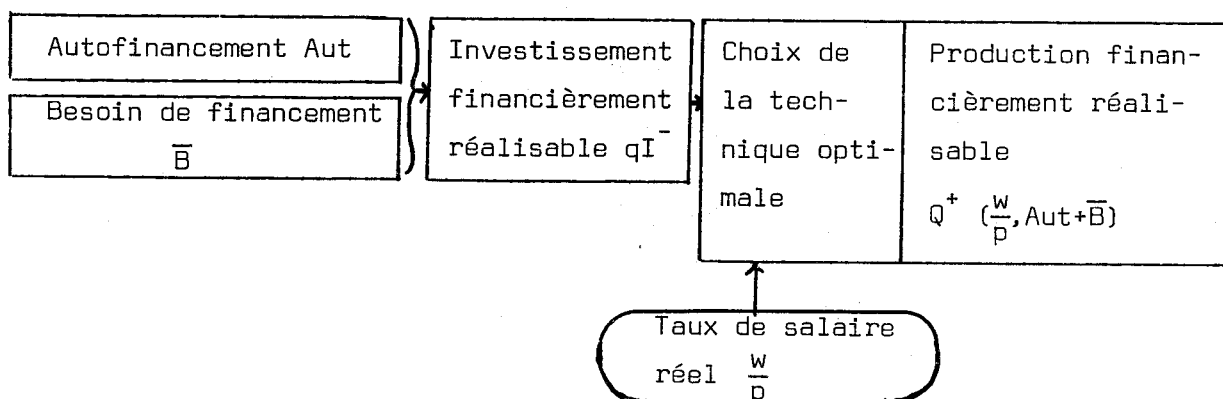 Autofinancement Aut
Besoin de financement
B̅
Investissement
financièrement
réalisable qI⁻
Choix de
la tech-
nique opti-
male
Production finan-
cièrement réali-
sable
Q⁺ (w/p, Aut+B̅)
Taux de salaire
réel w/p